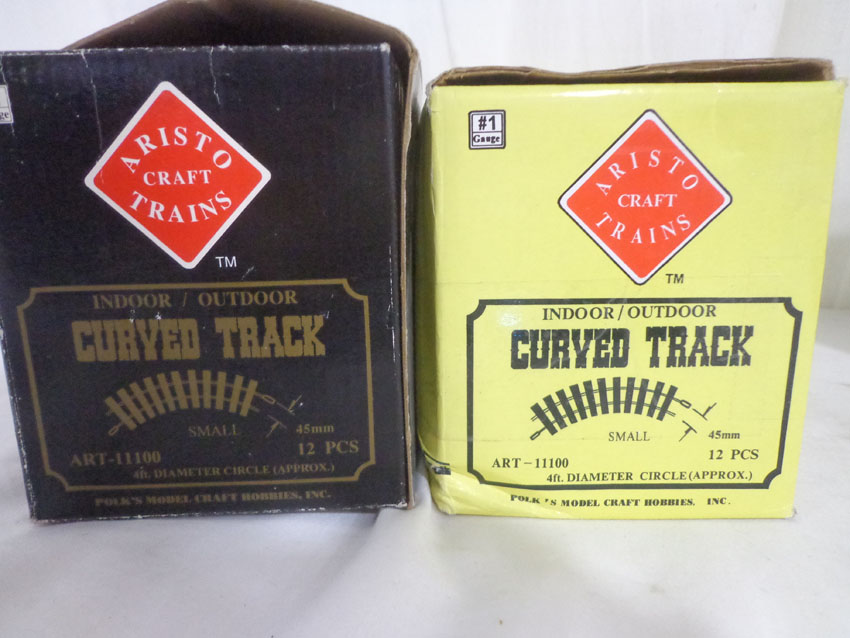 ARISTO
CRAFT
TRAINS
TM
INDOOR / OUTDOOR
CURVED TRACK
SMALL
45mm
12 PCS
ART-11100
4ft. DIAMETER CIRCLE (APPROX.)
POLK'S MODEL CRAFT HOBBIES, INC.
#1
Gauge
ARISTO
CRAFT
TRAINS
TM
INDOOR / OUTDOOR
CURVED TRACK
SMALL
45mm
12 PCS
ART-11100
4ft. DIAMETER CIRCLE (APPROX.)
POLK'S MODEL CRAFT HOBBIES, INC.